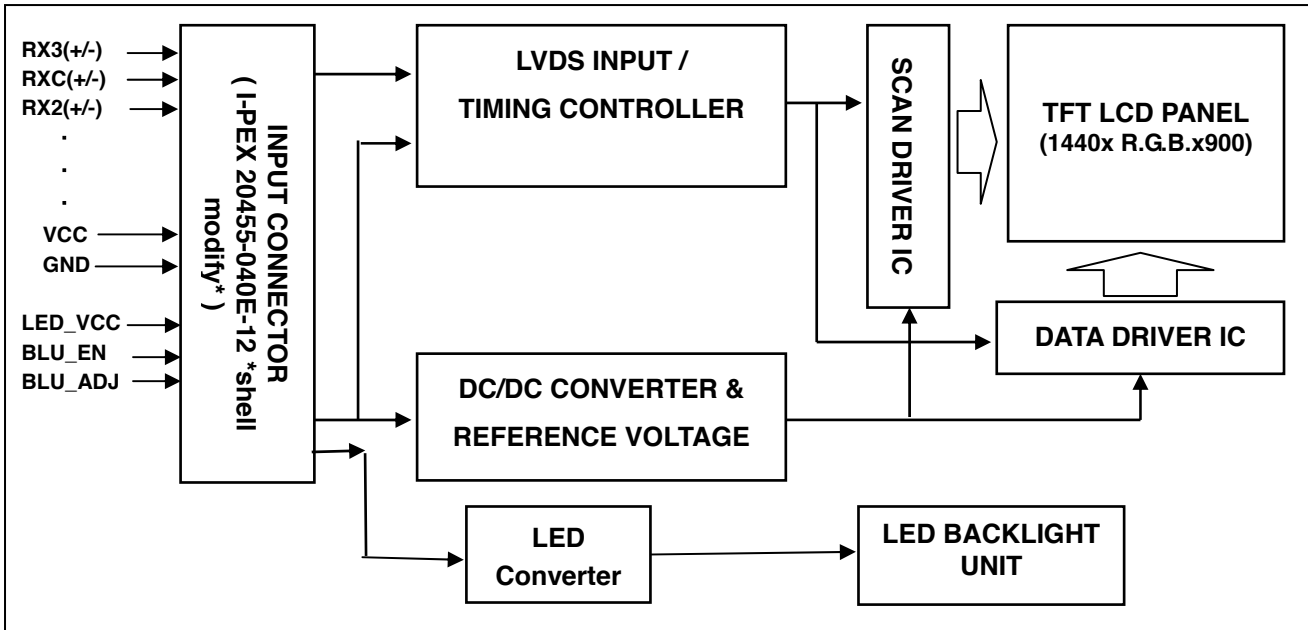 RX3(+/-)
RXC(+/-)
RX2(+/-)
.
.
.
VCC
GND
LED_VCC
BLU_EN
BLU_ADJ
INPUT CONNECTOR
( I-PEX 20455-040E-12 *shell
modify* )
LVDS INPUT /
TIMING CONTROLLER
SCAN DRIVER IC
TFT LCD PANEL
(1440x R.G.B.x900)
DATA DRIVER IC
DC/DC CONVERTER &
REFERENCE VOLTAGE
LED
Converter
LED BACKLIGHT
UNIT